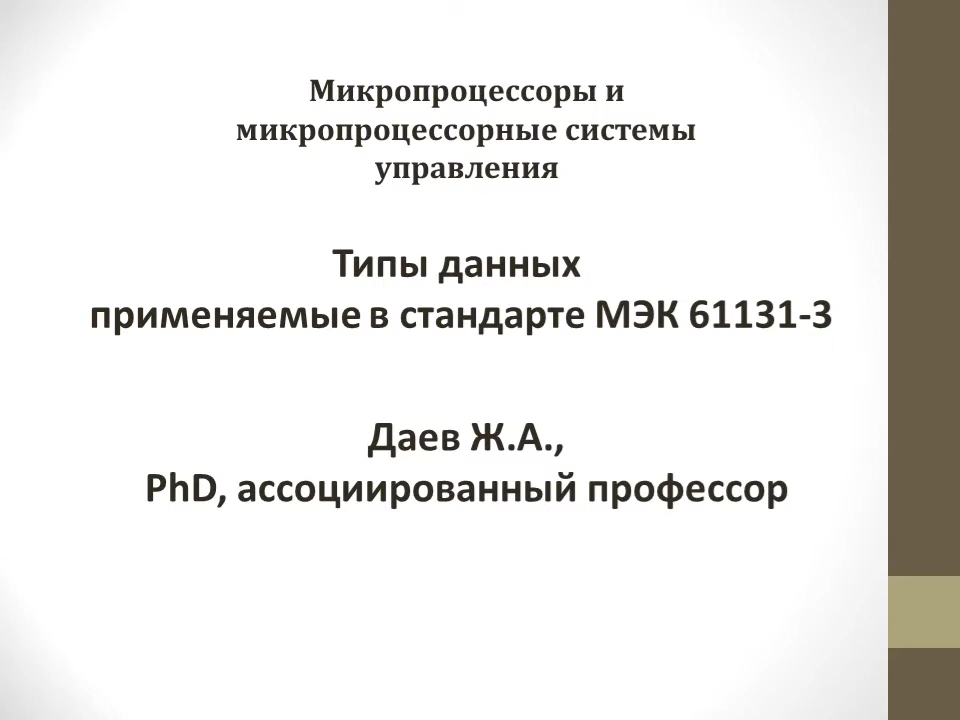 Микропроцессоры и
микропроцессорные системы
управления
Типы данных
применяемые в стандарте МЭК 61131-3
Даев Ж.А.,
PhD, ассоциированный профессор